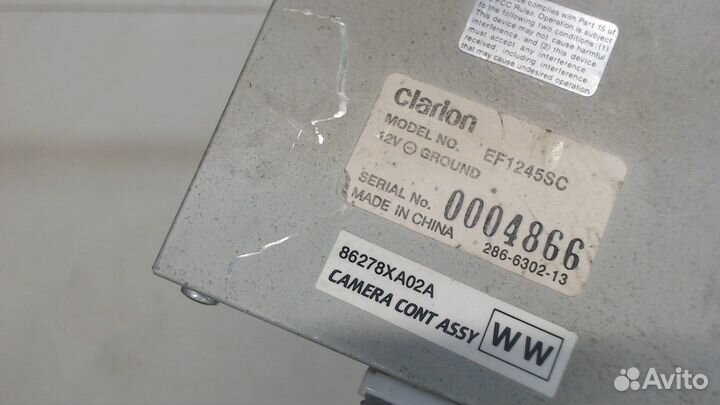 ce complies with Part 15 of
FCC Rules. Operation is subject
to the following two conditions: (1)
This device may not cause harmful
interference, and (2) this device
must accept any interference
received, including interference
that may cause undesired operation
Clarion
MODEL NO. EF1245SC
12V ⊖ GROUND
SERIAL No. 0004866
MADE IN CHINA
286-6302-13
86278XA02A
CAMERA CONT ASSY
WW
Avito